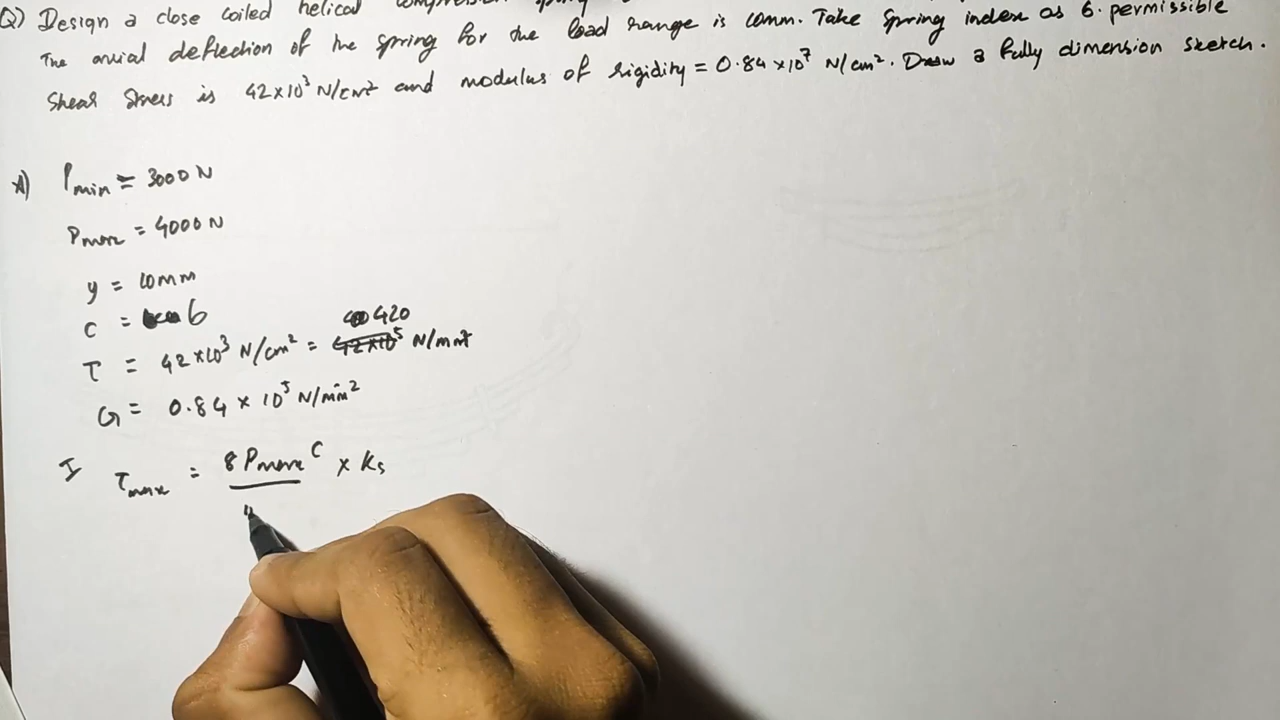 Q) Design a close coiled helical compression spring
The axial deflection of the spring for the load range is 10mm. Take spring index as 6. permissible
shear stress is 42×10³ N/cm² and modulus of rigidity = 0.84×10⁷ N/cm². Draw a fully dimension sketch.
A) Pmin = 3000 N
Pmax = 4000 N
y = 10mm
C = 6
420
τ = 42×10³ N/cm² = N/mm²
G = 0.84 × 10⁵ N/mm²
I τmax = 8Pmax C × Ks